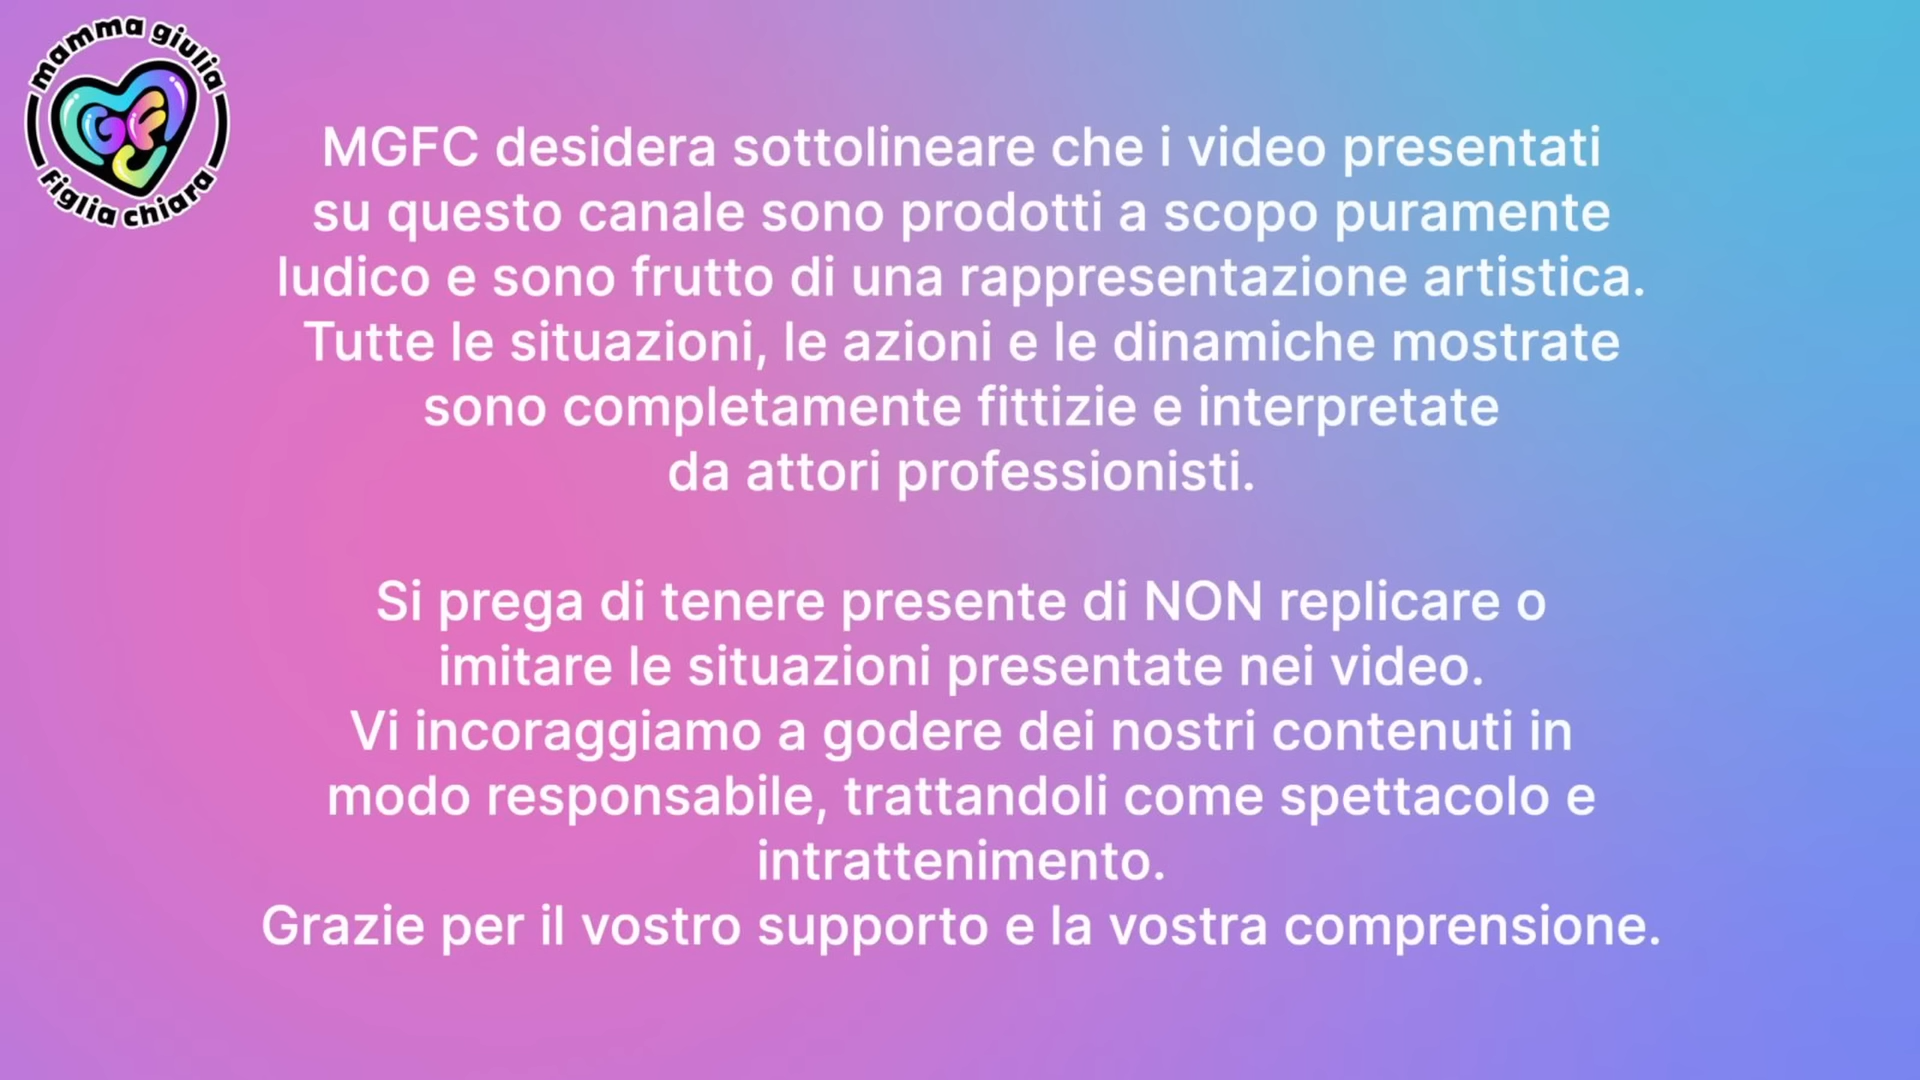 mamma giulia
GFC
figlia chiara
MGFC desidera sottolineare che i video presentati
su questo canale sono prodotti a scopo puramente
ludico e sono frutto di una rappresentazione artistica.
Tutte le situazioni, le azioni e le dinamiche mostrate
sono completamente fittizie e interpretate
da attori professionisti.
Si prega di tenere presente di NON replicare o
imitare le situazioni presentate nei video.
Vi incoraggiamo a godere dei nostri contenuti in
modo responsabile, trattandoli come spettacolo e
intrattenimento.
Grazie per il vostro supporto e la vostra comprensione.